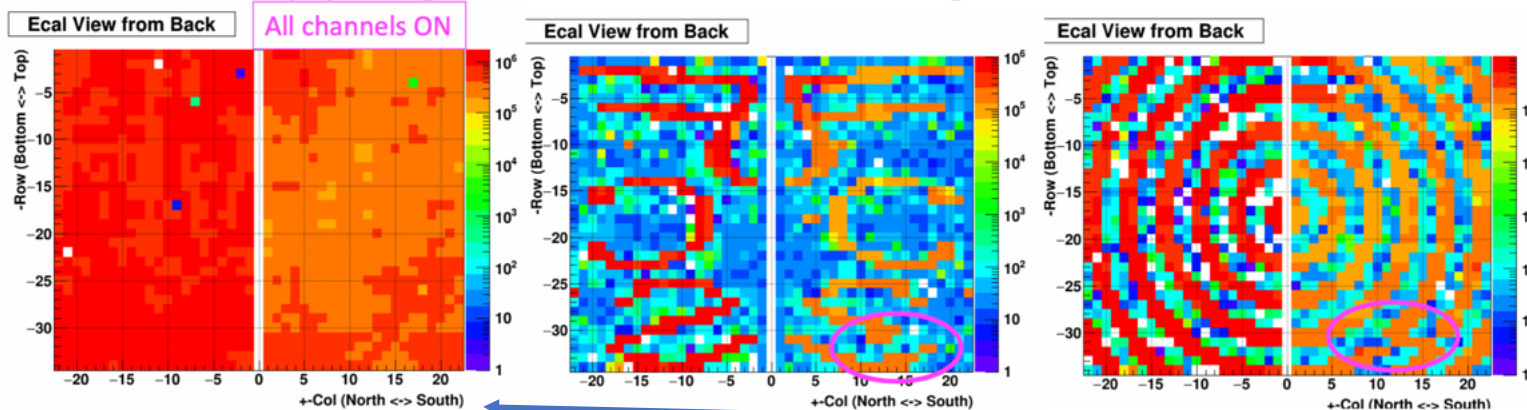 Ecal View from Back
All channels ON
-Row (Bottom <-> Top)
−5
−10
−15
−20
−25
−30
−20 −15 −10 −5 0 5 10 15 20
+-Col (North <-> South)
10⁶
10⁵
10⁴
10³
10²
10
1
Ecal View from Back
-Row (Bottom <-> Top)
−5
−10
−15
−20
−25
−30
−20 −15 −10 −5 0 5 10 15 20
+-Col (North <-> South)
10⁶
10⁵
10⁴
10³
10²
10
1
Ecal View from Back
-Row (Bottom <-> Top)
−5
−10
−15
−20
−25
−30
−20 −15 −10 −5 0 5 10 15 20
+-Col (North <-> South)